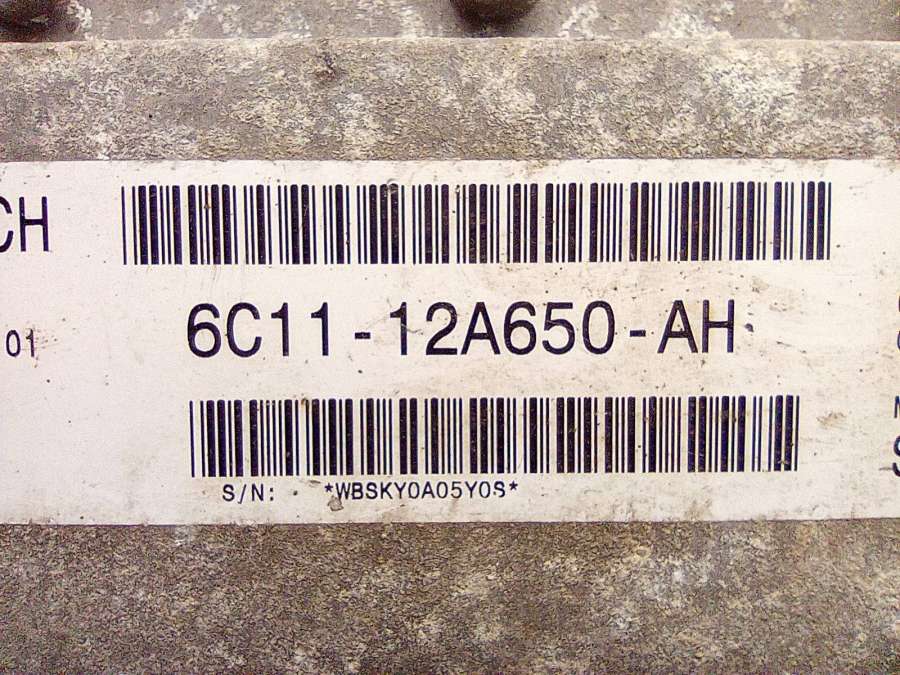 CH
6C11-12A650-AH
01
S/N: *WBSKY0A05Y0S*